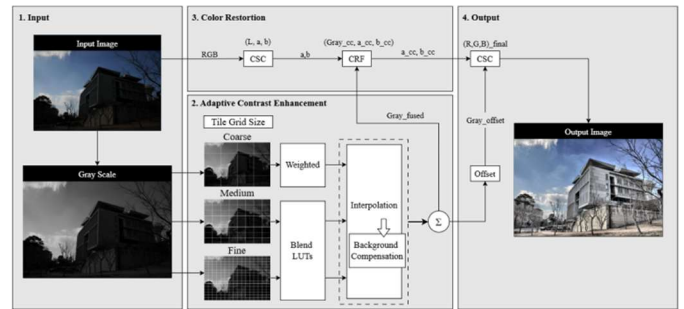 1. Input
Input Image
Gray Scale
3. Color Restortion
RGB
(L, a, b)
CSC
a,b
(Gray_cc, a_cc, b_cc)
CRF
a_cc, b_cc
2. Adaptive Contrast Enhancement
Tile Grid Size
Coarse
Medium
Fine
Weighted
Blend
LUTs
Interpolation
Background
Compensation
Gray_fused
Σ
4. Output
(R,G,B)_final
CSC
Gray_offset
Offset
Output Image